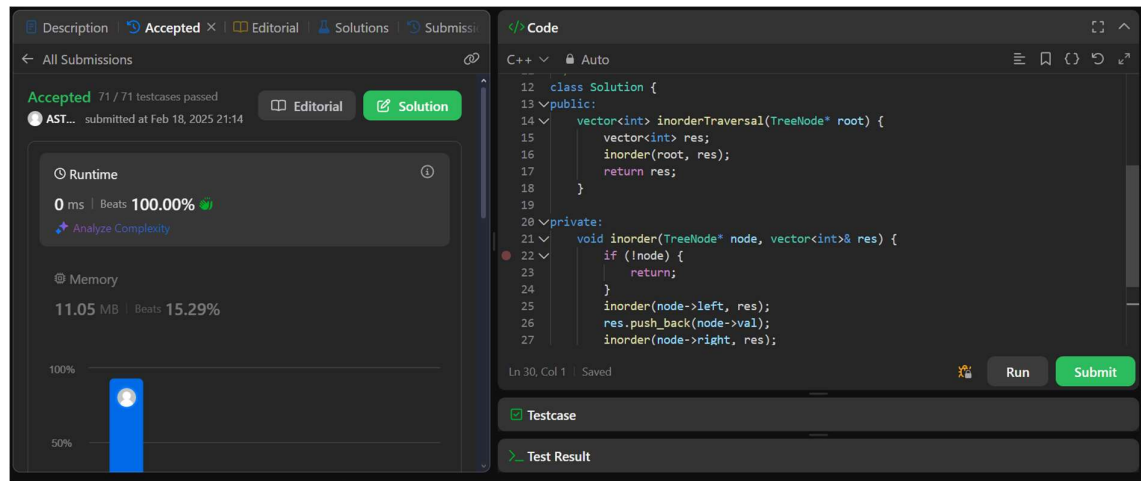 Description Accepted × Editorial Solutions Submissi
← All Submissions
Accepted 71 / 71 testcases passed
AST... submitted at Feb 18, 2025 21:14
Editorial
Solution
Runtime
0 ms | Beats 100.00%
Analyze Complexity
Memory
11.05 MB | Beats 15.29%
100%
50%
</> Code
C++ Auto
12 class Solution {
13 public:
14 vector<int> inorderTraversal(TreeNode* root) {
15 vector<int> res;
16 inorder(root, res);
17 return res;
18 }
19
20 private:
21 void inorder(TreeNode* node, vector<int>& res) {
22 if (!node) {
23 return;
24 }
25 inorder(node->left, res);
26 res.push_back(node->val);
27 inorder(node->right, res);
Ln 30, Col 1 | Saved
Run
Submit
Testcase
>_ Test Result